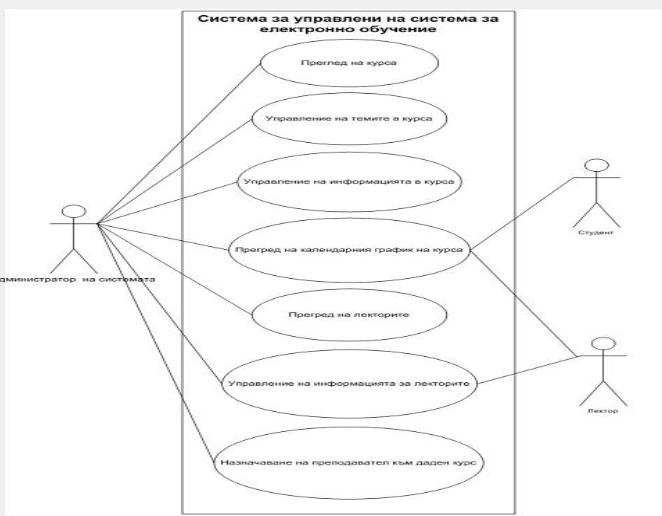 Система за управлени на система за
електронно обучение
Преглед на курса
Управление на темите в курса
Управление на информацията в курса
Студент
Прегред на календарния график на курса
дминистратор на системата
Прегред на лекторите
Управление на информацията за лекторите
Лектор
Назначаване на преподавател към даден курс